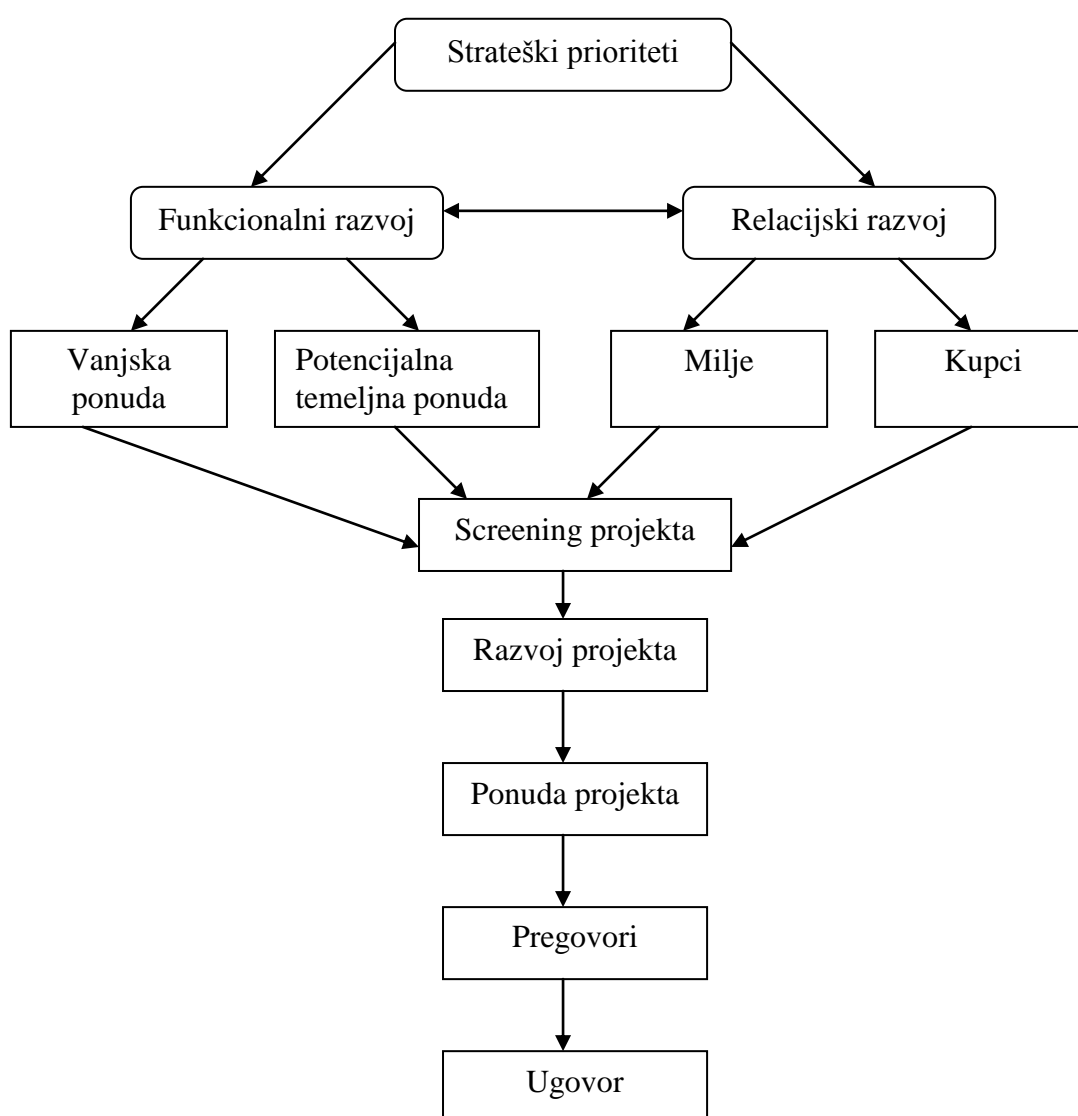 Strateški prioriteti
Funkcionalni razvoj
Relacijski razvoj
Vanjska
ponuda
Potencijalna
temeljna ponuda
Milje
Kupci
Screening projekta
Razvoj projekta
Ponuda projekta
Pregovori
Ugovor